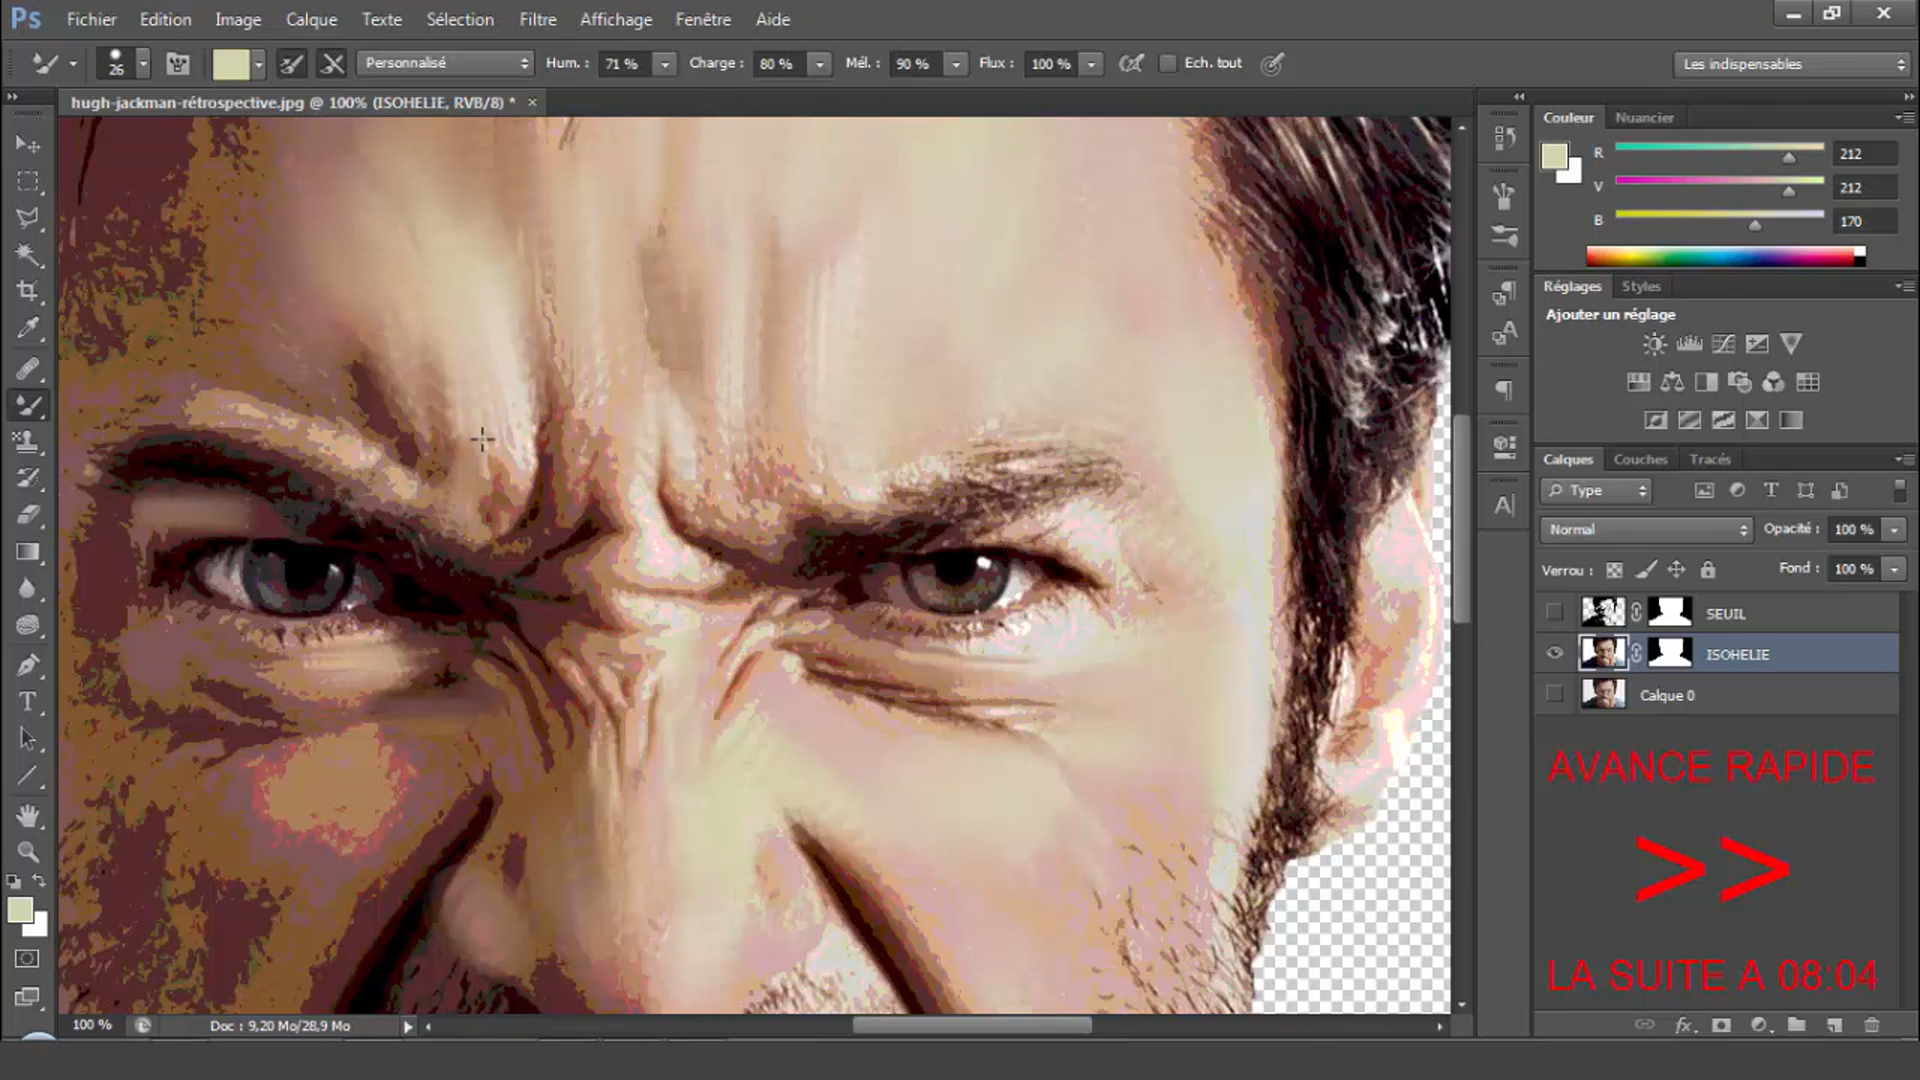 Ps Fichier Edition Image Calque Texte Sélection Filtre Affichage Fenêtre Aide
26 Personnalisé Hum. : 71 % Charge : 80 % Mél. : 90 % Flux : 100 % Ech. tout Les indispensables
hugh-jackman-rétrospective.jpg @ 100% (ISOHELIE, RVB/8) * ×
Couleur Nuancier
R 212
V 212
B 170
Réglages Styles
Ajouter un réglage
Calques Couches Tracés
Type
Normal Opacité : 100 %
Verrou : Fond : 100 %
SEUIL
ISOHELIE
Calque 0
AVANCE RAPIDE
>>
LA SUITE A 08:04
100 % Doc : 9,20 Mo/28,9 Mo